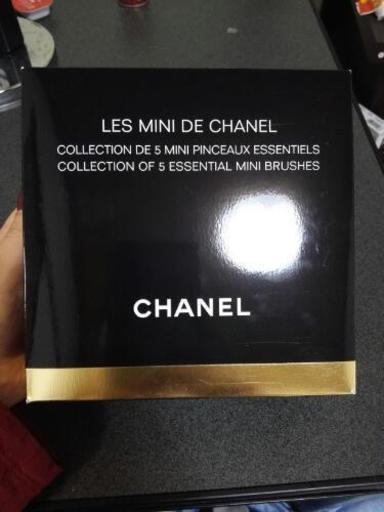 LES MINI DE CHANEL
COLLECTION DE 5 MINI PINCEAUX ESSENTIELS
COLLECTION OF 5 ESSENTIAL MINI BRUSHES
CHANEL